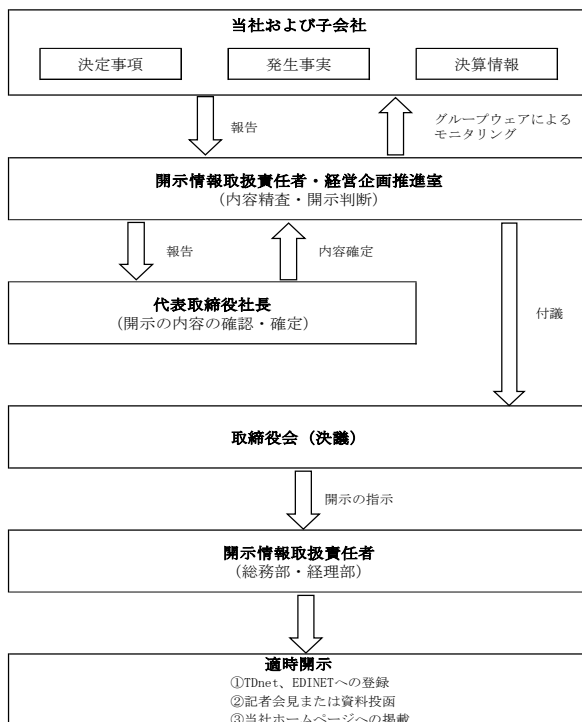 当社および子会社
決定事項
発生事実
決算情報
報告
グループウェアによる
モニタリング
開示情報取扱責任者・経営企画推進室
(内容精査・開示判断)
報告
内容確定
代表取締役社長
(開示の内容の確認・確定)
付議
取締役会（決議）
開示の指示
開示情報取扱責任者
(総務部・経理部)
適時開示
①TDnet、EDINETへの登録
②記者会見または資料投函
③当社ホームページへの掲載